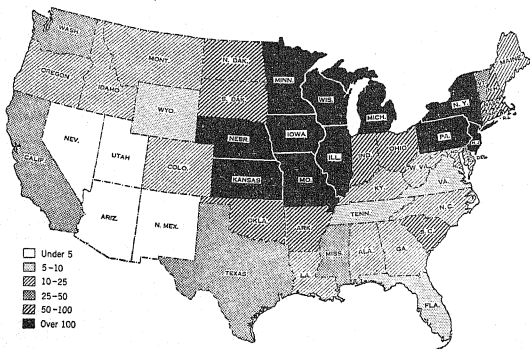 WASH.
OREGON
CALIF.
NEV.
IDAHO
MONT.
WYO.
UTAH
ARIZ.
COLO.
N. MEX.
N. DAK.
S. DAK.
NEBR.
KANSAS
OKLA.
TEXAS
MINN.
IOWA
MO.
ARK.
LA.
WIS.
ILL.
MICH.
IND.
OHIO
KY.
TENN.
MISS.
ALA.
GA.
FLA.
S. C.
N. C.
VA.
W. VA.
PA.
N. Y.
N.J.
DEL.
MAINE
R.I.
Under 5
5-10
10-25
25-50
50-100
Over 100